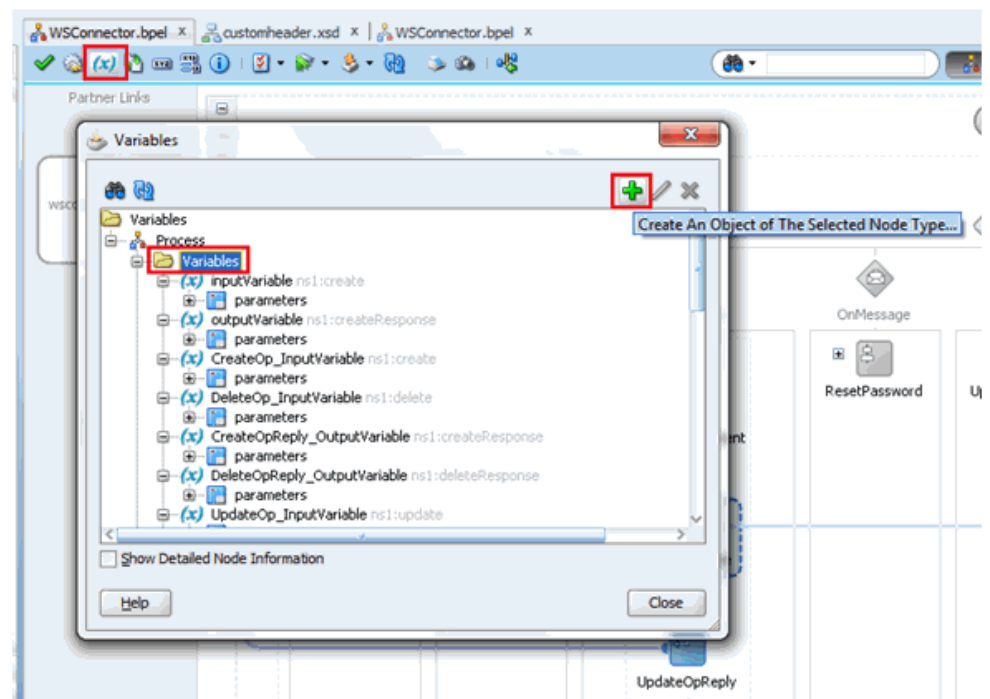 WSConnector.bpel x customheader.xsd x WSConnector.bpel x
(x)
Partner Links
Variables
Create An Object of The Selected Node Type...
Variables
Process
Variables
(x) inputVariable ns1:create
parameters
(x) outputVariable ns1:createResponse
parameters
(x) CreateOp_InputVariable ns1:create
parameters
(x) DeleteOp_InputVariable ns1:delete
parameters
(x) CreateOpReply_OutputVariable ns1:createResponse
parameters
(x) DeleteOpReply_OutputVariable ns1:deleteResponse
parameters
(x) UpdateOp_InputVariable ns1:update
Show Detailed Node Information
Help
Close
wsco
OnMessage
ResetPassword
ent
UpdateOpReply